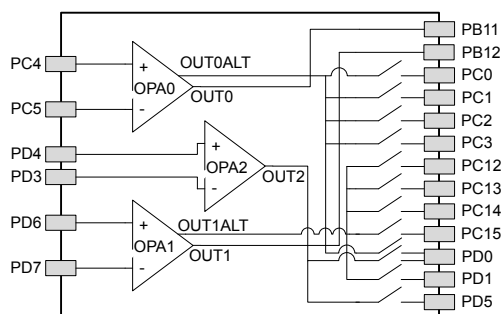 PB11
PB12
OUT0ALT
PC4
+
PC0
OPA0
OUT0
PC1
PC5
-
PC2
PC3
PD4
+
PC12
PD3
OPA2
-
OUT2
PC13
PD6
+
PC14
OUT1ALT
PC15
OPA1
OUT1
PD0
PD7
-
PD1
PD5